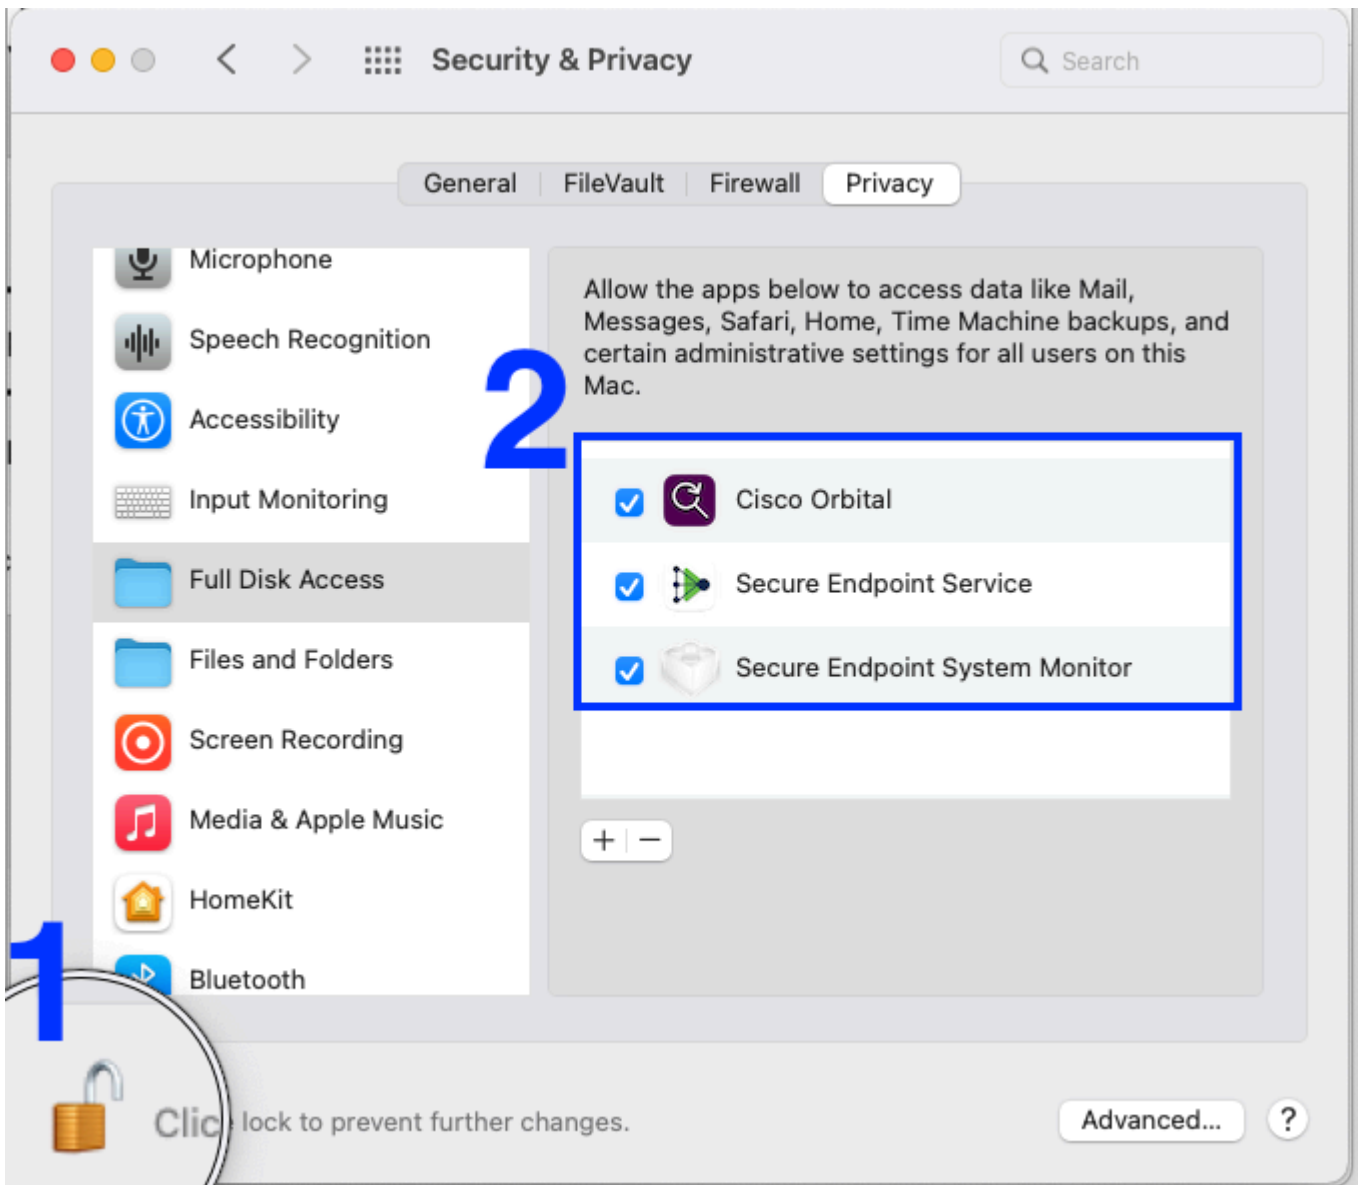 Security & Privacy
Search
General
FileVault
Firewall
Privacy
Microphone
Speech Recognition
Accessibility
Input Monitoring
Full Disk Access
Files and Folders
Screen Recording
Media & Apple Music
HomeKit
Bluetooth
2
Allow the apps below to access data like Mail,
Messages, Safari, Home, Time Machine backups, and
certain administrative settings for all users on this
Mac.
Cisco Orbital
Secure Endpoint Service
Secure Endpoint System Monitor
+ −
1
Clic lock to prevent further changes.
Advanced...
?